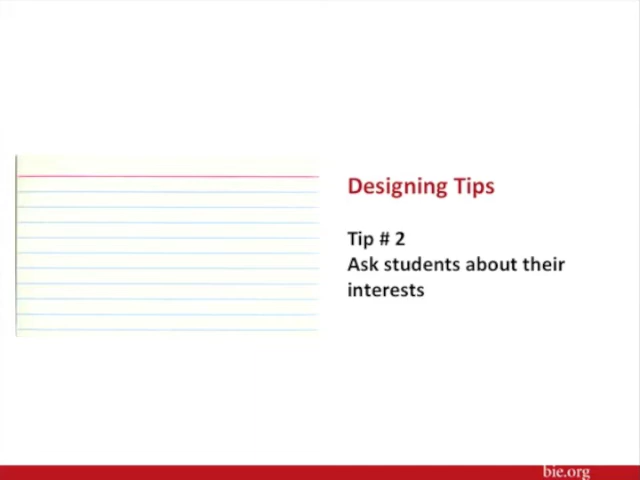 Designing Tips
Tip # 2
Ask students about their
interests
bie.org